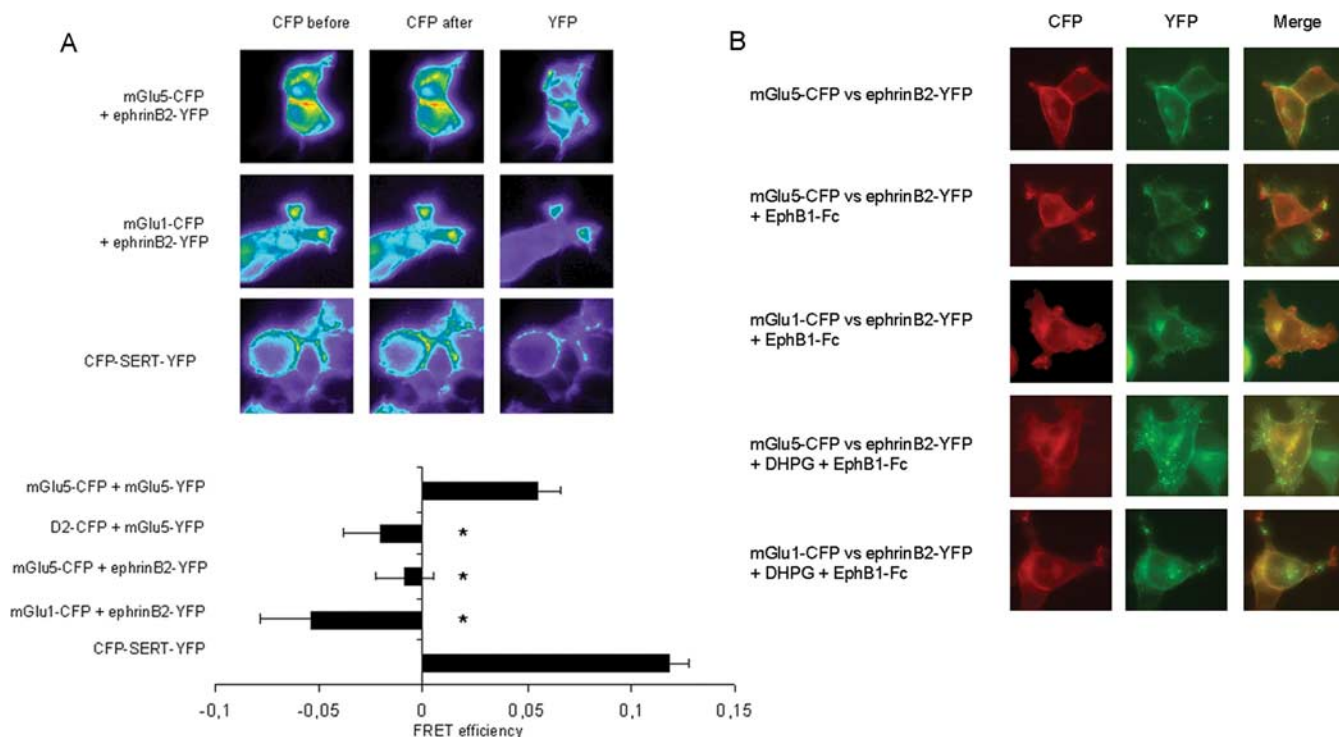 A
CFP before
CFP after
YFP
mGlu5-CFP
+ ephrinB2-YFP
mGlu1-CFP
+ ephrinB2-YFP
CFP-SERT-YFP
mGlu5-CFP + mGlu5-YFP
D2-CFP + mGlu5-YFP
*
mGlu5-CFP + ephrinB2-YFP
*
mGlu1-CFP + ephrinB2-YFP
*
CFP-SERT-YFP
-0,1
-0,05
0
0,05
0,1
0,15
FRET efficiency
B
CFP
YFP
Merge
mGlu5-CFP vs ephrinB2-YFP
mGlu5-CFP vs ephrinB2-YFP
+ EphB1-Fc
mGlu1-CFP vs ephrinB2-YFP
+ EphB1-Fc
mGlu5-CFP vs ephrinB2-YFP
+ DHPG + EphB1-Fc
mGlu1-CFP vs ephrinB2-YFP
+ DHPG + EphB1-Fc